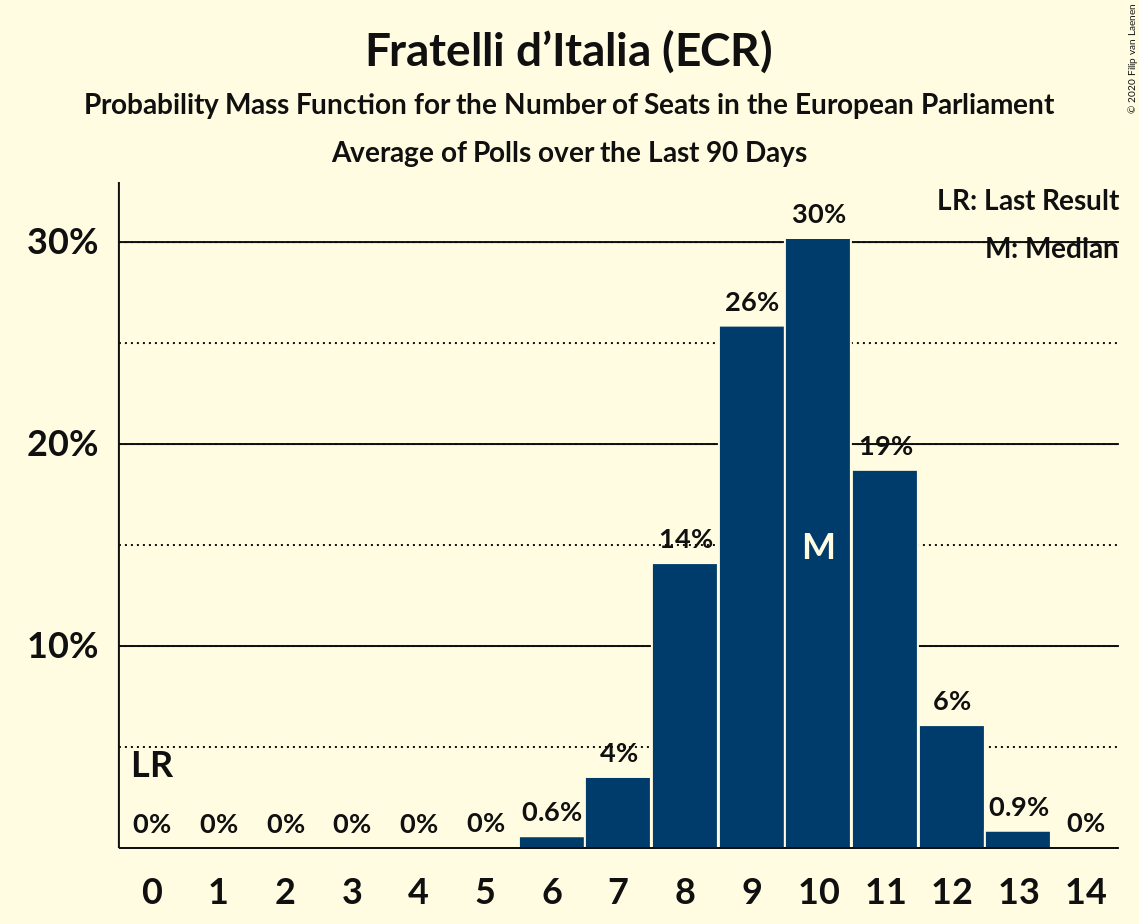 Fratelli d’Italia (ECR)
Probability Mass Function for the Number of Seats in the European Parliament
Average of Polls over the Last 90 Days
© 2020 Filip van Laenen
LR: Last Result
M: Median
30%
20%
10%
30%
26%
19%
14%
M
6%
4%
LR
0.6%
0.9%
0% 0% 0% 0% 0% 0% 0%
0 1 2 3 4 5 6 7 8 9 10 11 12 13 14